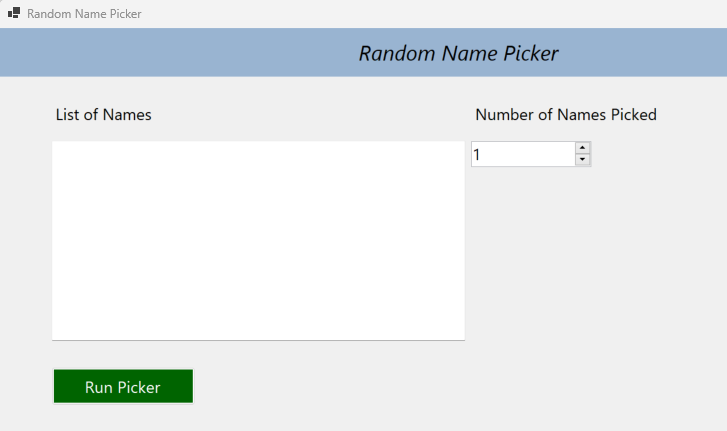 Random Name Picker
Random Name Picker
List of Names
Number of Names Picked
1
Run Picker